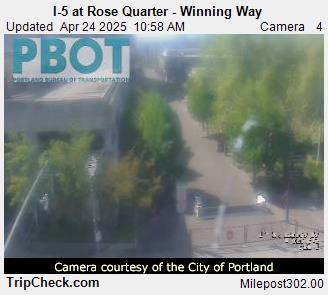 I-5 at Rose Quarter - Winning Way
Updated Apr 24 2025 10:58 AM Camera 4
PBOT
PORTLAND BUREAU OF TRANSPORTATION
Camera courtesy of the City of Portland
TripCheck.com Milepost302.00